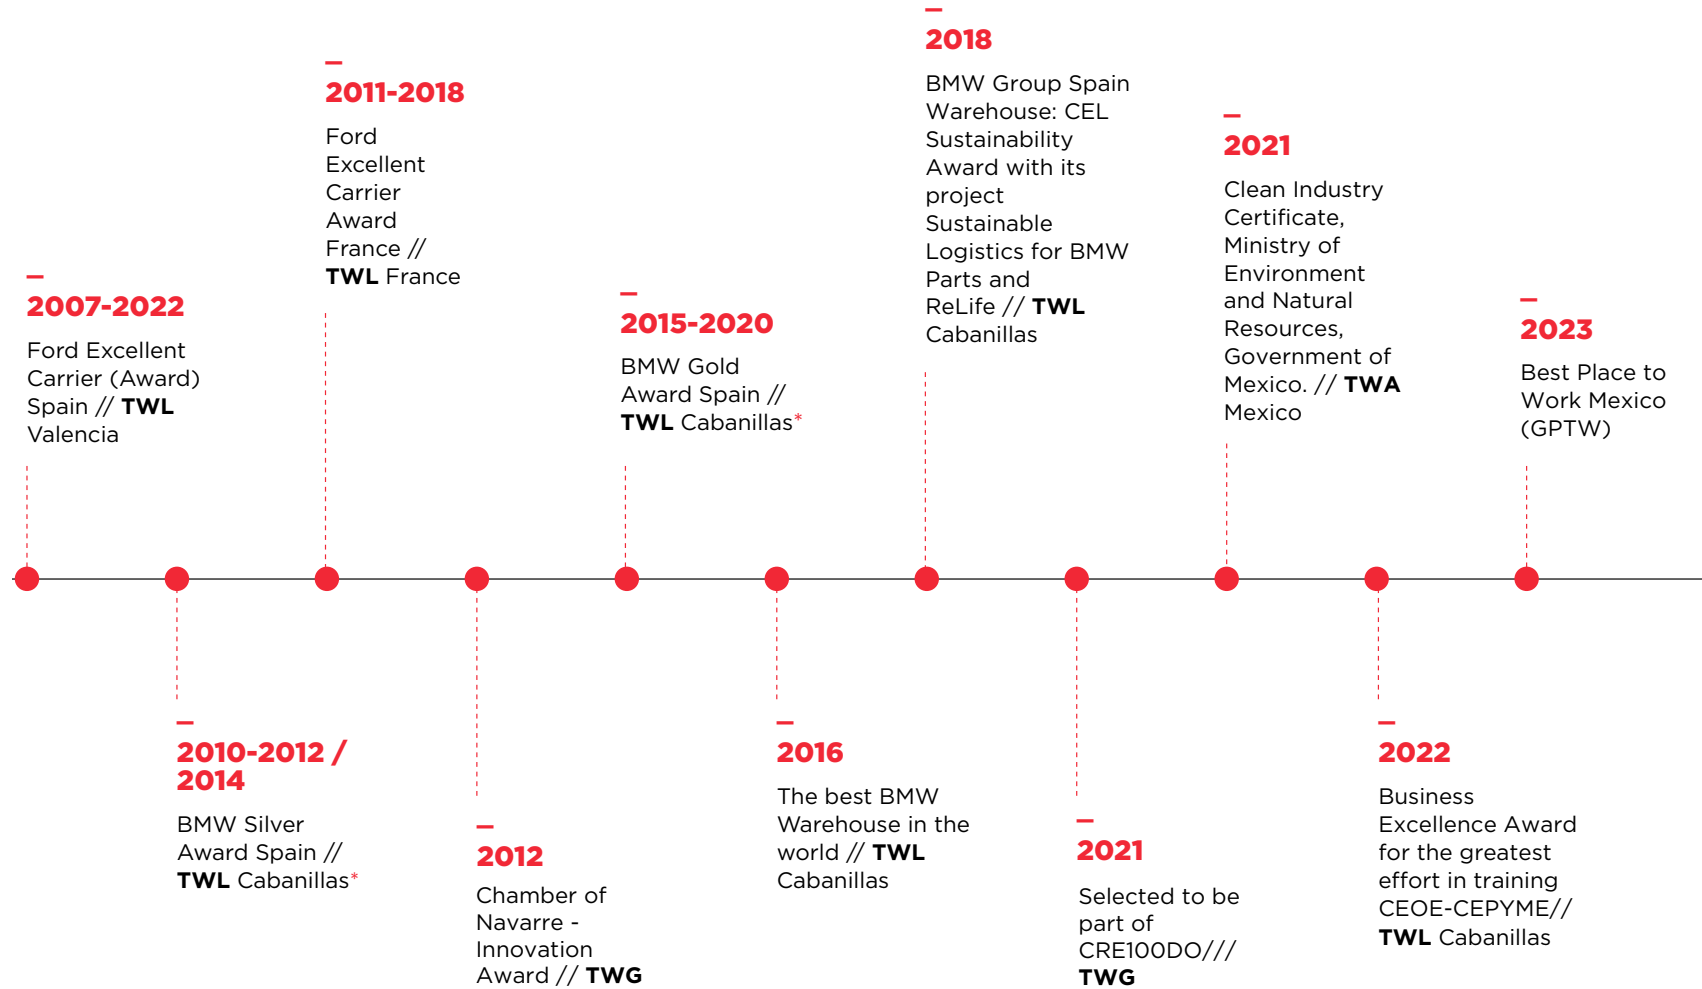 2007-2022
Ford Excellent
Carrier (Award)
Spain // TWL
Valencia
2010-2012 /
2014
BMW Silver
Award Spain //
TWL Cabanillas*
2011-2018
Ford
Excellent
Carrier
Award
France //
TWL France
2012
Chamber of
Navarre -
Innovation
Award // TWG
2015-2020
BMW Gold
Award Spain //
TWL Cabanillas*
2016
The best BMW
Warehouse in the
world // TWL
Cabanillas
2018
BMW Group Spain
Warehouse: CEL
Sustainability
Award with its
project
Sustainable
Logistics for BMW
Parts and
ReLife // TWL
Cabanillas
2021
Selected to be
part of
CRE100DO///
TWG
2021
Clean Industry
Certificate,
Ministry of
Environment
and Natural
Resources,
Government of
Mexico. // TWA
Mexico
2022
Business
Excellence Award
for the greatest
effort in training
CEOE-CEPYME//
TWL Cabanillas
2023
Best Place to
Work Mexico
(GPTW)